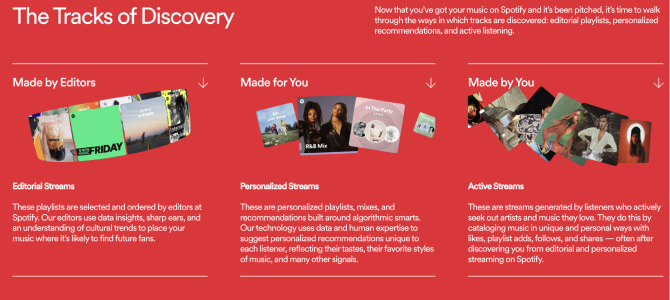 The Tracks of Discovery
Now that you've got your music on Spotify and it's been pitched, it's time to walk
through the ways in which tracks are discovered: editorial playlists, personalized
recommendations, and active listening.
Made by Editors
FRIDAY
Editorial Streams
These playlists are selected and ordered by editors at
Spotify. Our editors use data insights, sharp ears, and
an understanding of cultural trends to place your
music where it's likely to find future fans.
Made for You
R&B Mix
In The Party
Personalized Streams
These are personalized playlists, mixes, and
recommendations built around algorithmic smarts.
Our technology uses data and human expertise to
suggest personalized recommendations unique to
each listener, reflecting their tastes, their favorite styles
of music, and many other signals.
Made by You
Active Streams
These are streams generated by listeners who actively
seek out artists and music they love. They do this by
cataloging music in unique and personal ways with
likes, playlist adds, follows, and shares — often after
discovering you from editorial and personalized
streaming on Spotify.